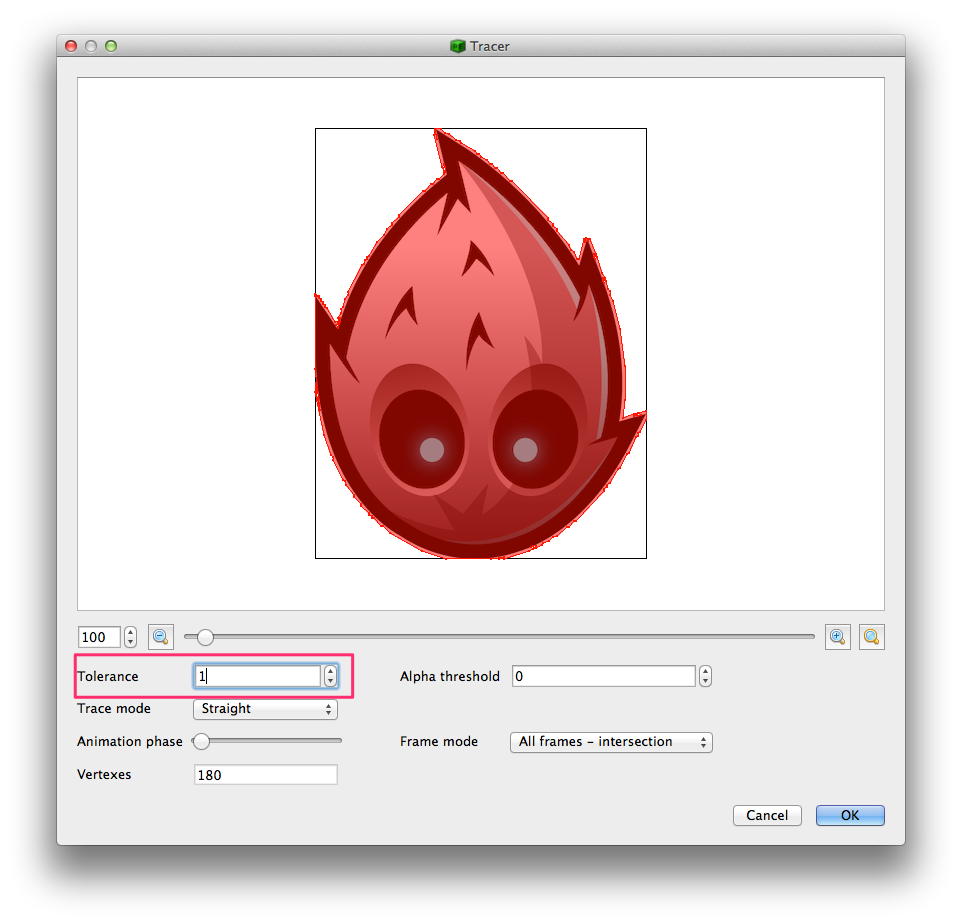 Tracer
100
Tolerance 1 Alpha threshold 0
Trace mode Straight
Animation phase Frame mode All frames - intersection
Vertexes 180
Cancel OK